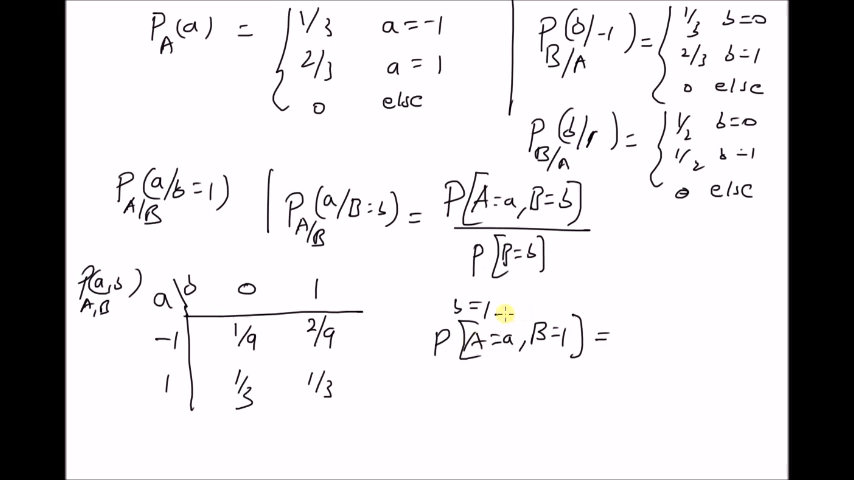 P_A(a) = { 1/3 a = -1
2/3 a = 1
0 else
P_B/A(b/-1) = { 1/3 b=0
2/3 b=1
0 else
P_B/A(b/1) = { 1/2 b=0
1/2 b=1
0 else
P_A/B(a/b=1) | P_A/B(a/B=b) = P[A=a, B=b] / P[B=b]
P_A,B(a,b) a\b 0 1
-1 1/9 2/9
1 1/3 1/3
b=1
P[A=a, B=1] =